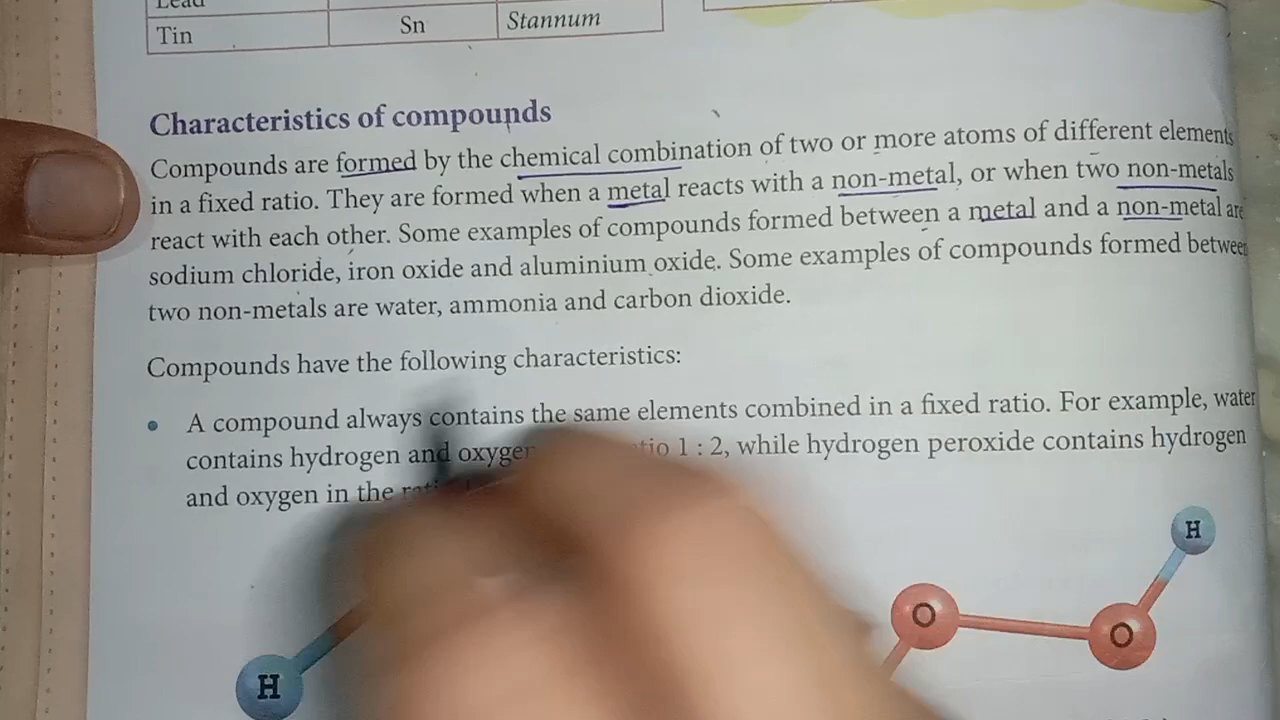 Lead
Tin Sn Stannum
Characteristics of compounds
Compounds are formed by the chemical combination of two or more atoms of different elements
in a fixed ratio. They are formed when a metal reacts with a non-metal, or when two non-metals
react with each other. Some examples of compounds formed between a metal and a non-metal are
sodium chloride, iron oxide and aluminium oxide. Some examples of compounds formed between
two non-metals are water, ammonia and carbon dioxide.
Compounds have the following characteristics:
• A compound always contains the same elements combined in a fixed ratio. For example, water
contains hydrogen and oxygen 1 : 2, while hydrogen peroxide contains hydrogen
and oxygen in the
H
O O
H